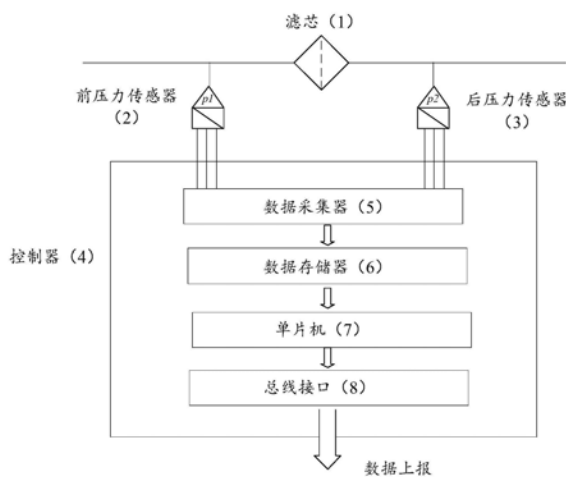 滤芯（1）
前压力传感器
（2）
p1
p2
后压力传感器
（3）
控制器（4）
数据采集器（5）
数据存储器（6）
单片机（7）
总线接口（8）
数据上报